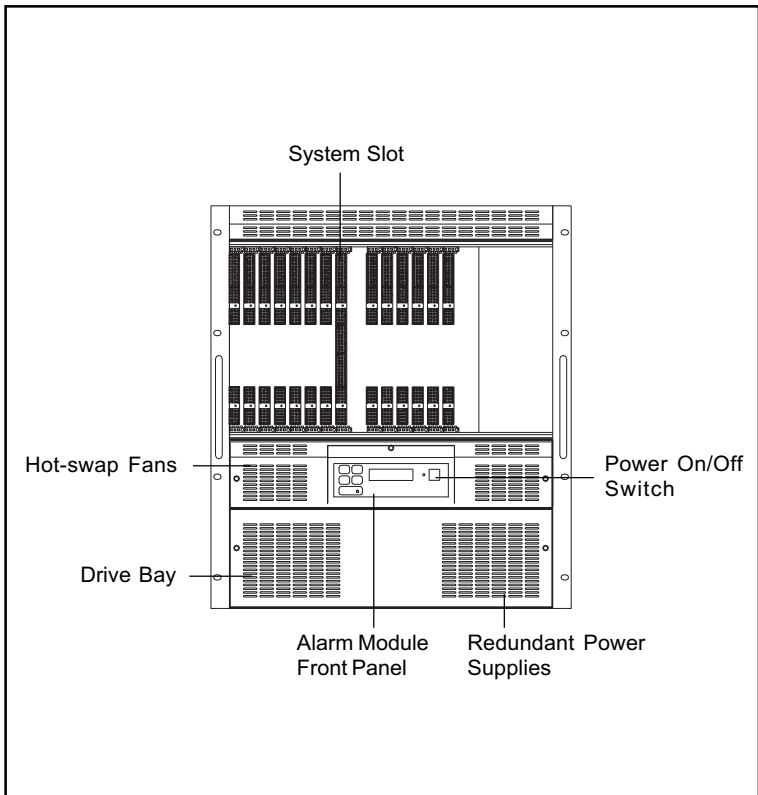 System Slot
Hot-swap Fans
Power On/Off
Switch
Drive Bay
Alarm Module
Front Panel
Redundant Power
Supplies